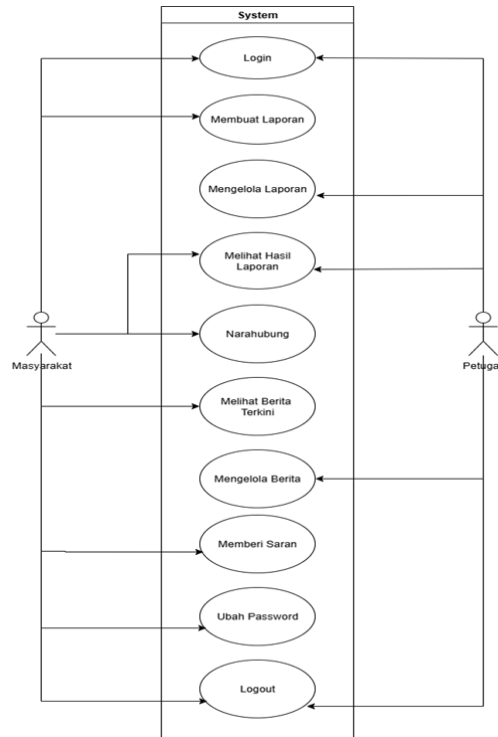 System
Login
Membuat Laporan
Mengelola Laporan
Melihat Hasil
Laporan
Narahubung
Masyarakat
Petuga
Melihat Berita
Terkini
Mengelola Berita
Memberi Saran
Ubah Password
Logout